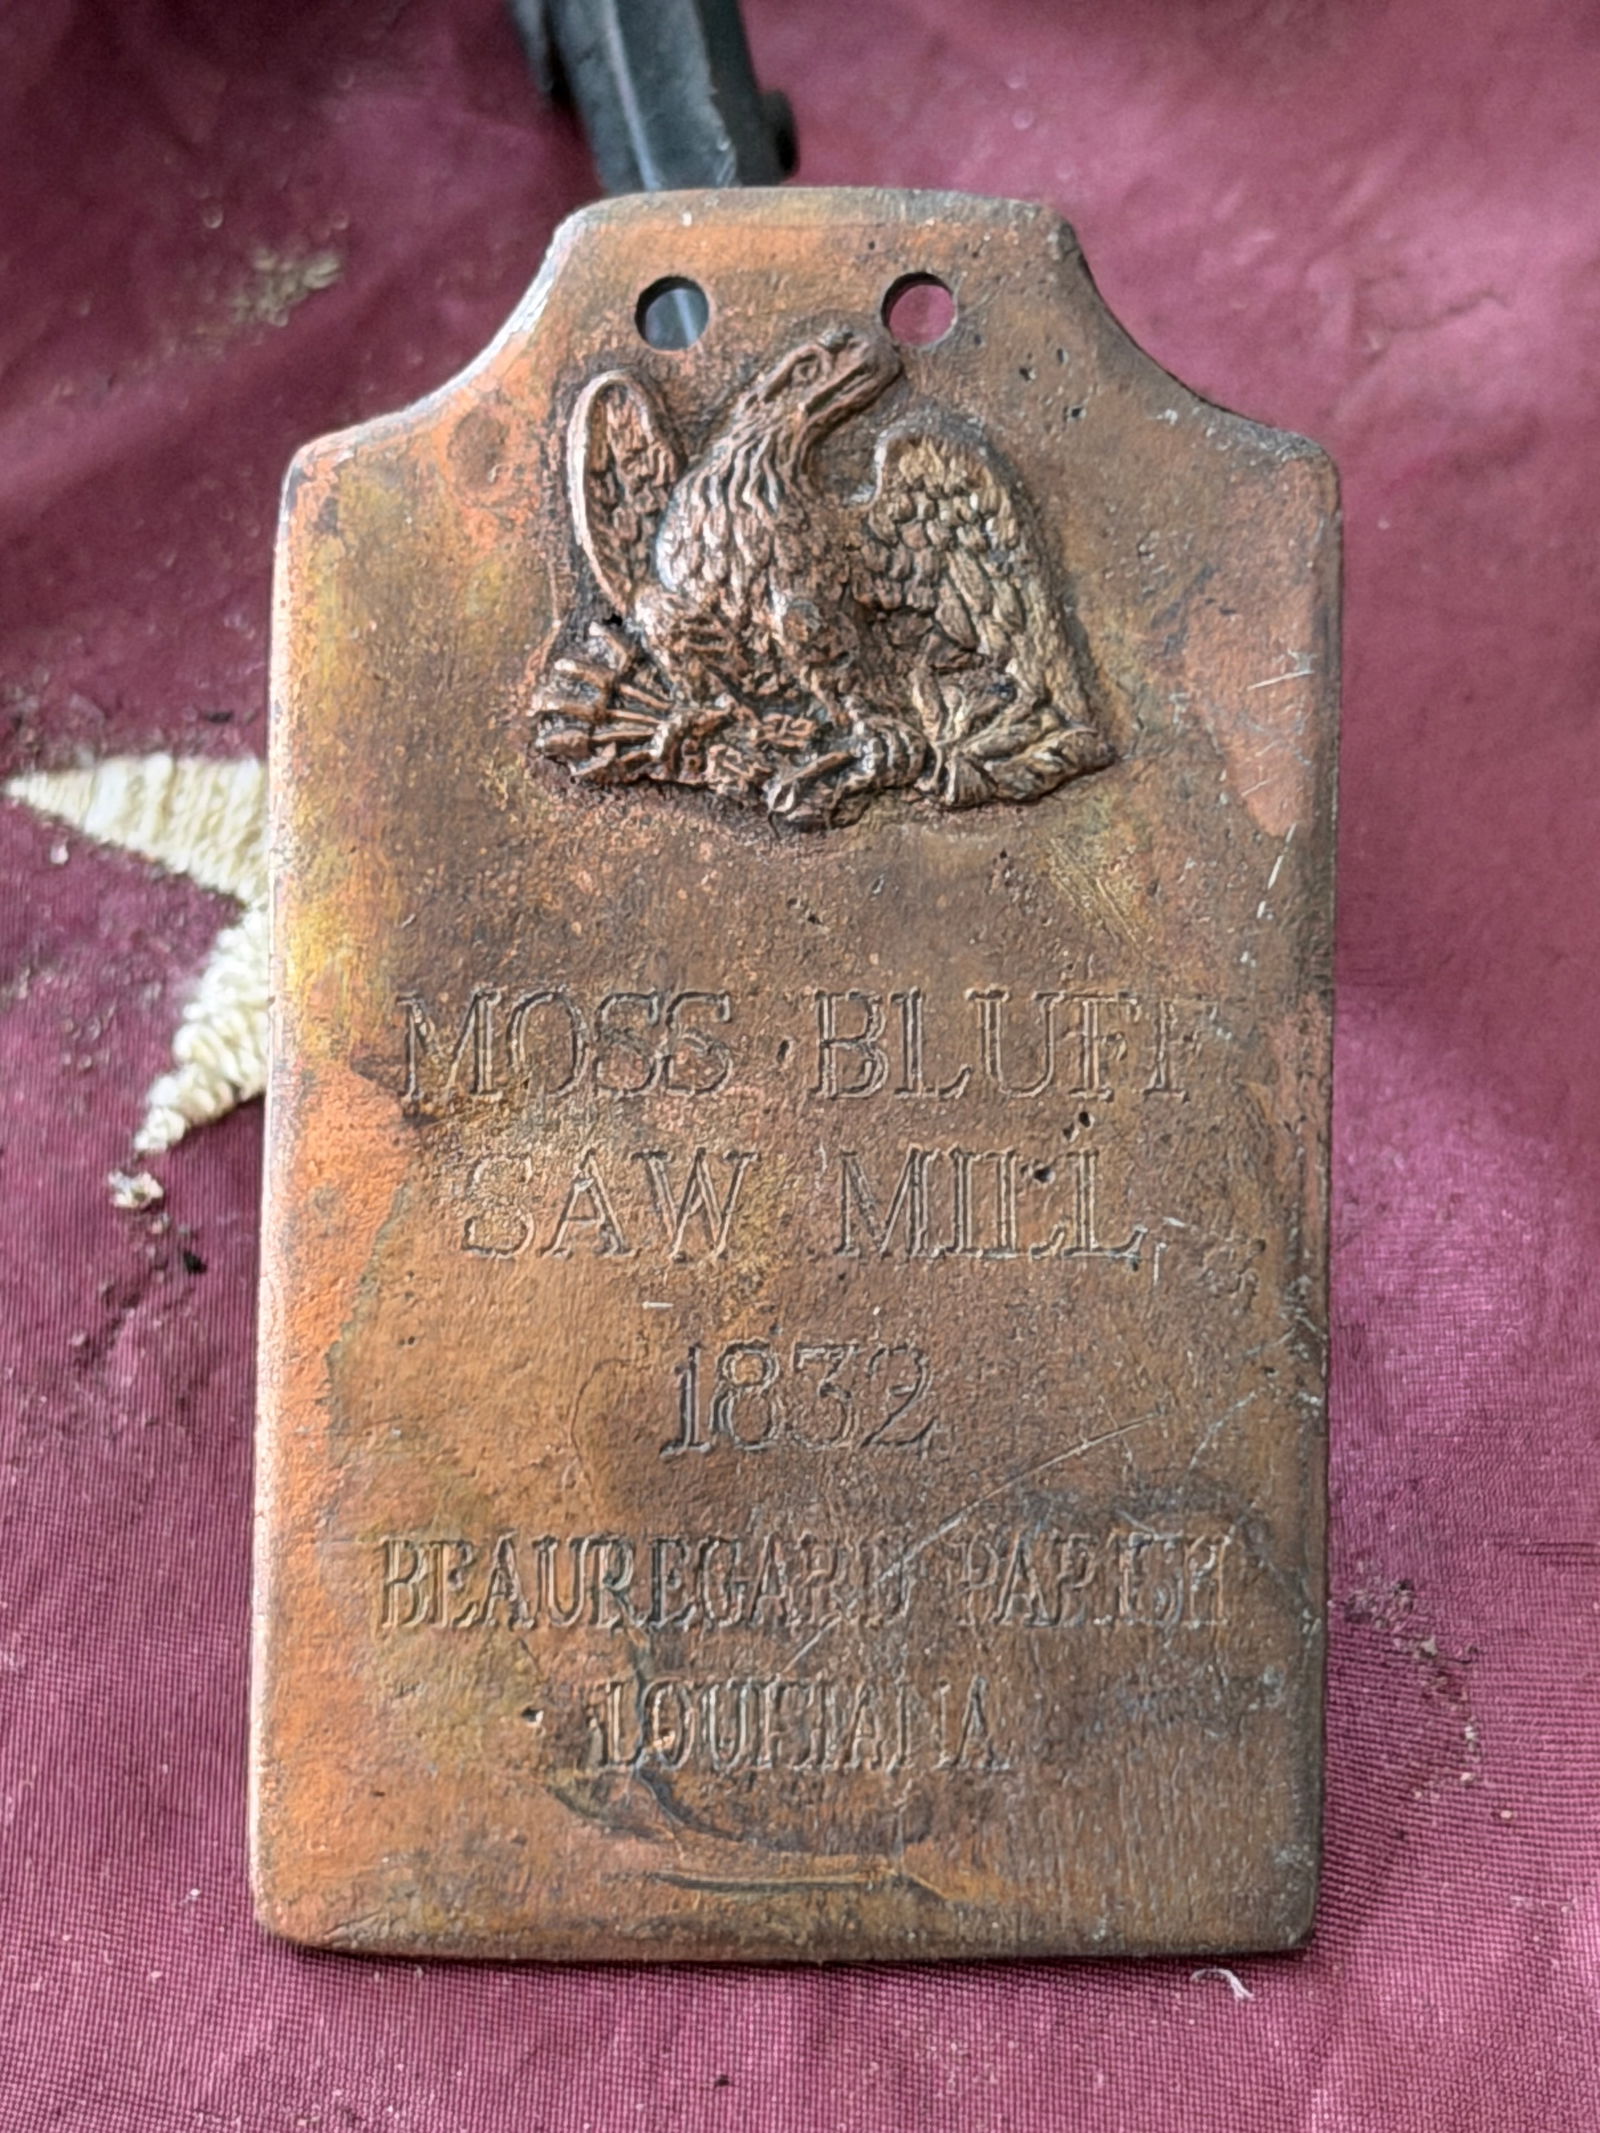 MOSS BLUFF
SAW MILL
1832
BEAUREGARD PARISH
LOUISIANA